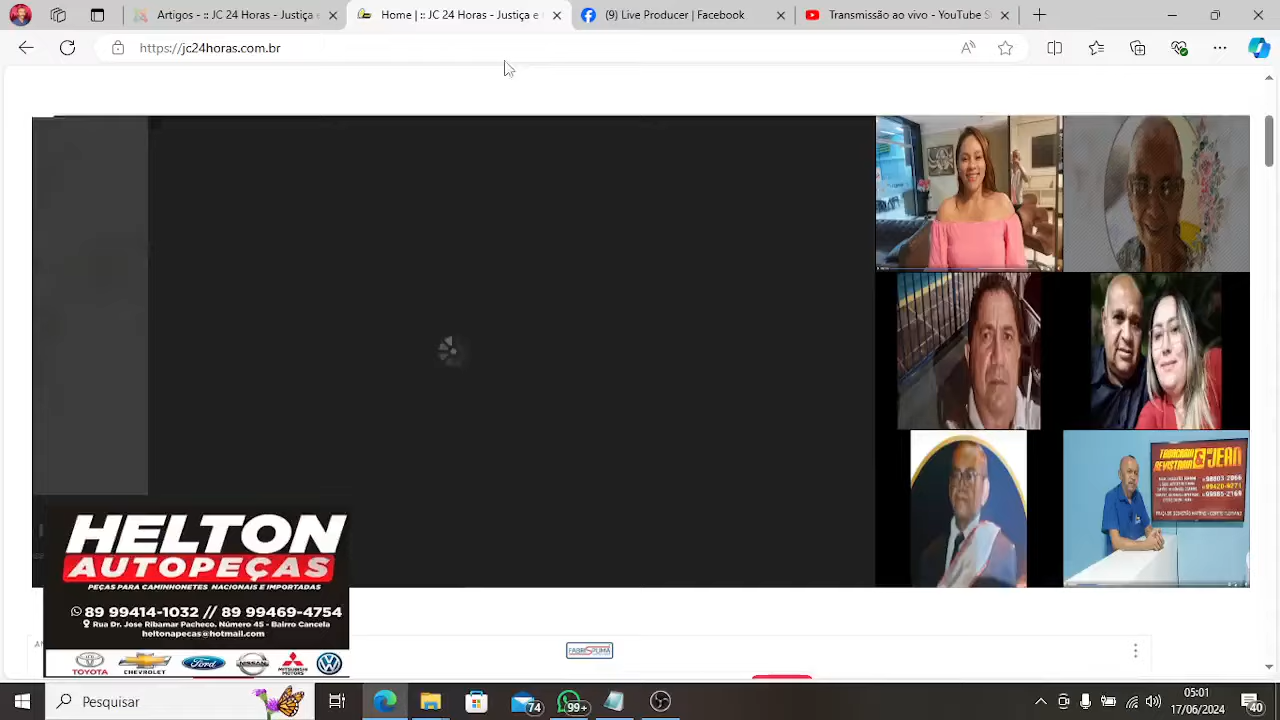 Arlington - JC 24 Horas - Justiça e
Home | :: JC 24 Horas - Justiça e
(9) Live Producer | Facebook
Transmissão ao vivo - YouTube S
https://jc24horas.com.br
JEAN
HELTON
AUTOPEÇAS
PEÇAS PARA CAMINHONETES NACIONAIS E IMPORTADAS
89 99414-1032 // 89 99469-4754
Rua Dr. Jose Ribamar Pacheco. Número 45 - Bairro Cancela
heltonapecas@hotmail.com
TOYOTA CHEVROLET Ford NISSAN MITSUBISHI MOTORS
FABRISPUMA
Pesquisar
74
99+
05:01
17/06/2024
40